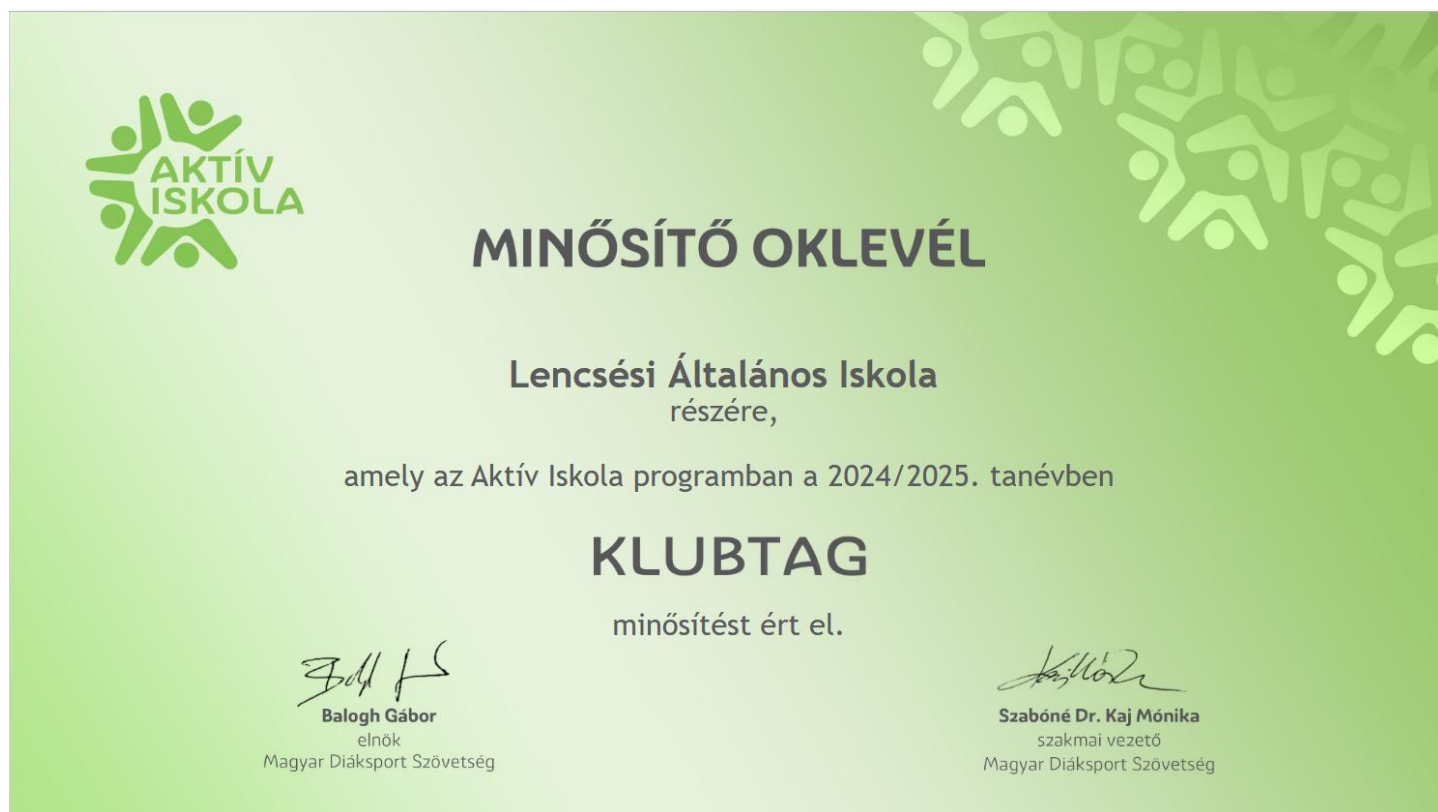 AKTÍV
ISKOLA
MINŐSÍTŐ OKLEVÉL
Lencsési Általános Iskola
részére,
amely az Aktív Iskola programban a 2024/2025. tanévben
KLUBTAG
minősítést ért el.
Balogh Gábor
elnök
Magyar Diáksport Szövetség
Szabóné Dr. Kaj Mónika
szakmai vezető
Magyar Diáksport Szövetség